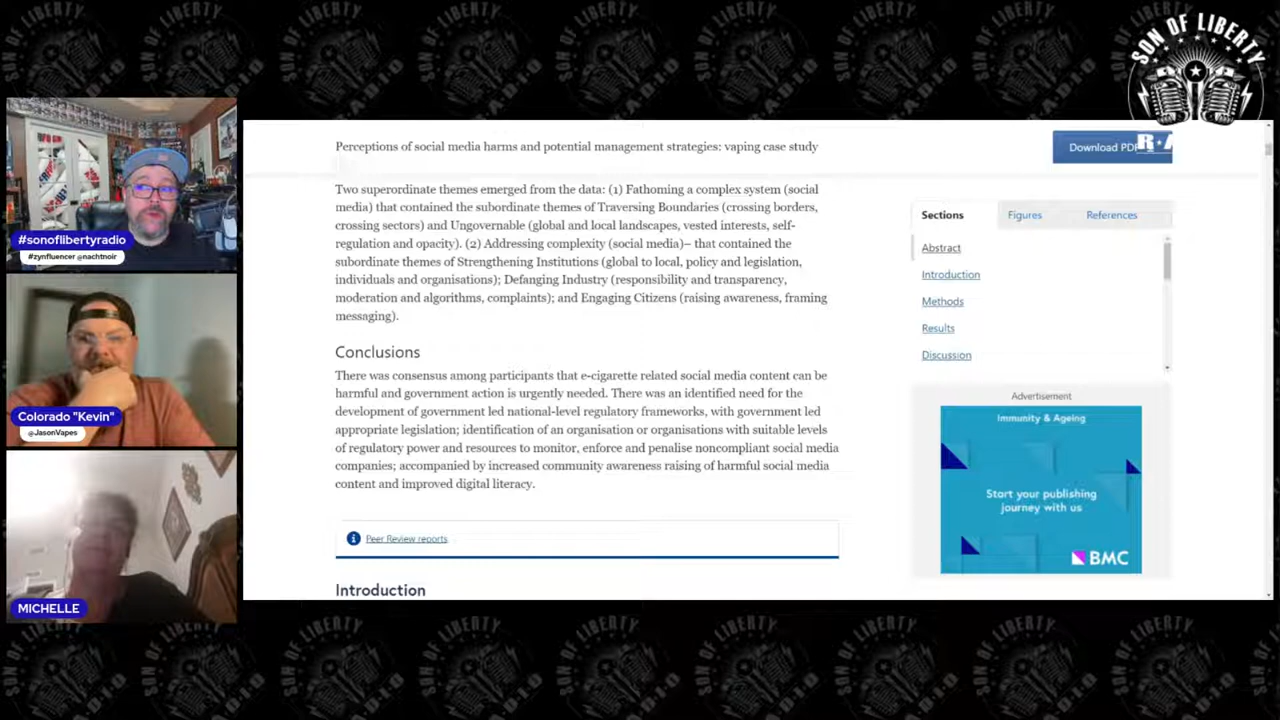 SON OF LIBERTY
#sonoflibertyradio
#zynfluencer @nachtnoir
Colorado "Kevin"
@JasonVapes
MICHELLE
Perceptions of social media harms and potential management strategies: vaping case study
Download PDF
Two superordinate themes emerged from the data: (1) Fathoming a complex system (social
media) that contained the subordinate themes of Traversing Boundaries (crossing borders,
crossing sectors) and Ungovernable (global and local landscapes, vested interests, self-
regulation and opacity). (2) Addressing complexity (social media)– that contained the
subordinate themes of Strengthening Institutions (global to local, policy and legislation,
individuals and organisations); Defanging Industry (responsibility and transparency,
moderation and algorithms, complaints); and Engaging Citizens (raising awareness, framing
messaging).
Conclusions
There was consensus among participants that e-cigarette related social media content can be
harmful and government action is urgently needed. There was an identified need for the
development of government led national-level regulatory frameworks, with government led
appropriate legislation; identification of an organisation or organisations with suitable levels
of regulatory power and resources to monitor, enforce and penalise noncompliant social media
companies; accompanied by increased community awareness raising of harmful social media
content and improved digital literacy.
Peer Review reports
Introduction
Sections
Figures
References
Abstract
Introduction
Methods
Results
Discussion
Advertisement
Immunity & Ageing
Start your publishing
journey with us
BMC